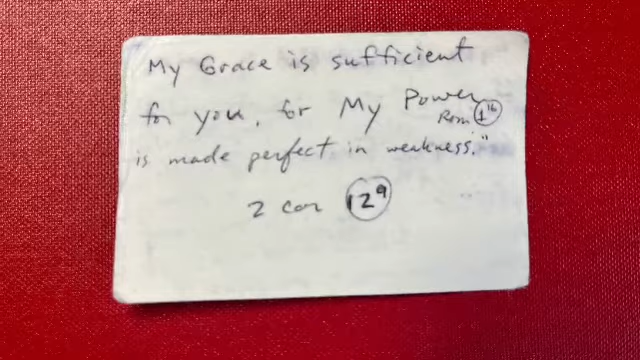 My Grace is sufficient
for you, for My Power
Rom 1 16
is made perfect in weakness."
2 cor 12 9